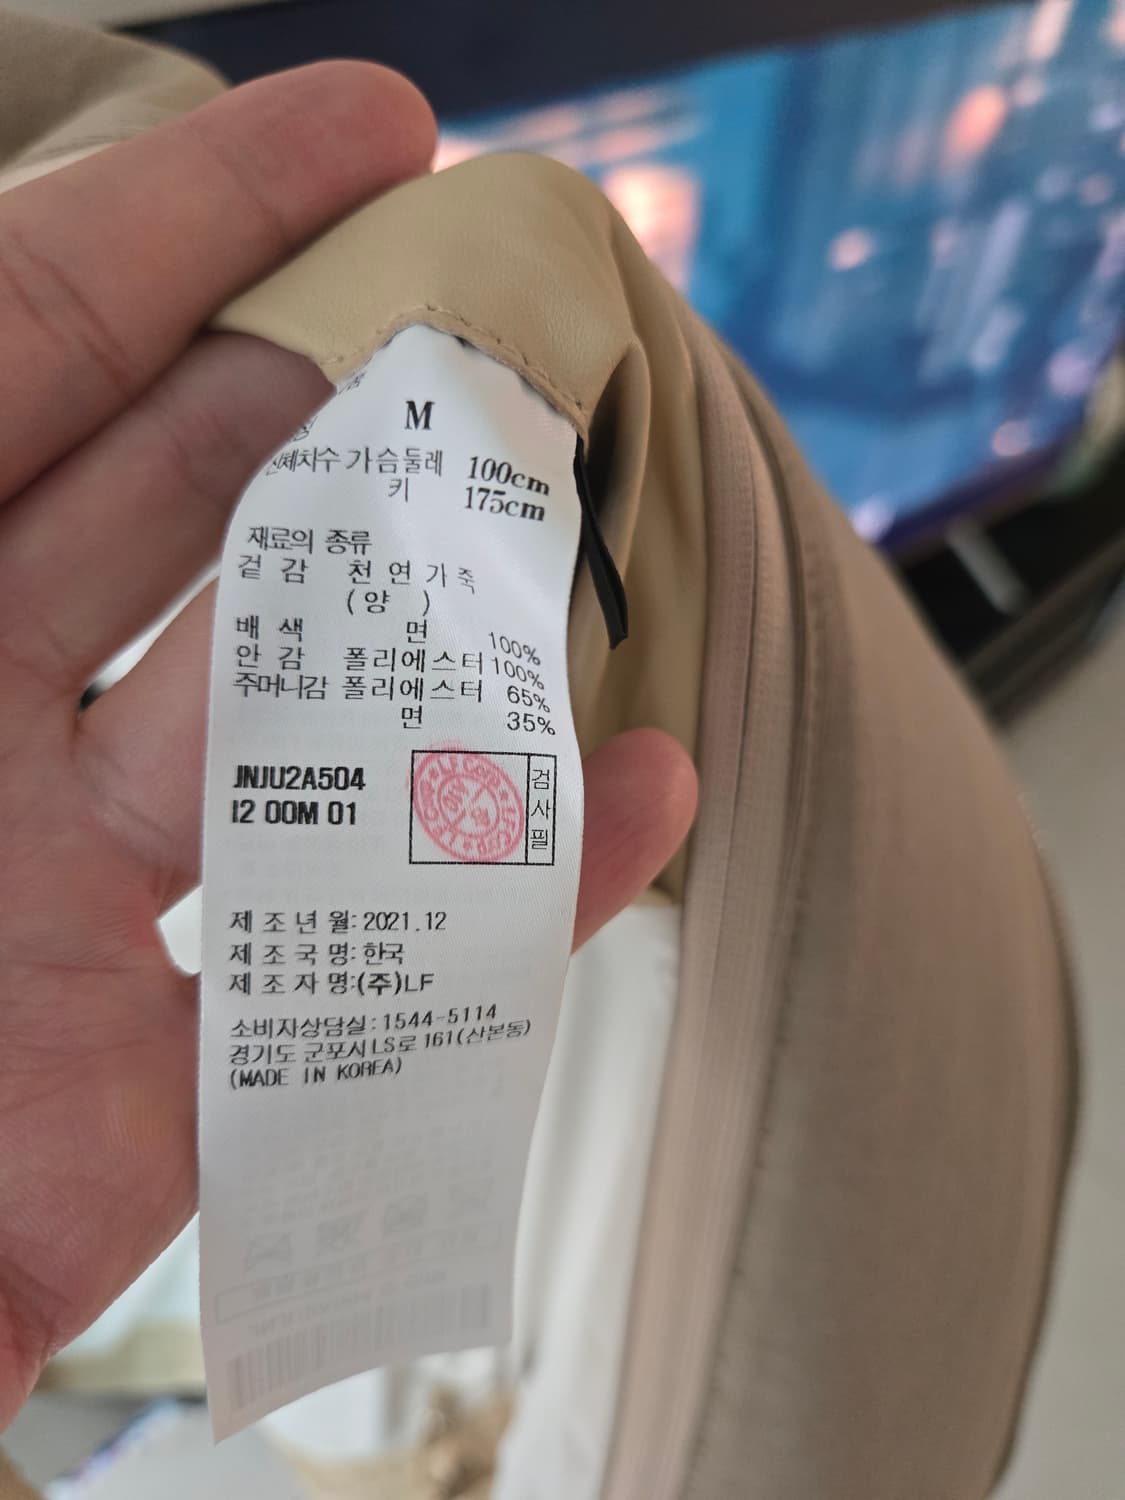 M
신체치수 가슴둘레 100cm
키 175cm
재료의 종류
겉 감 천 연 가 죽
(양 )
배 색 면 100%
안 감 폴리에스터 100%
주머니감 폴리에스터 65%
면 35%
JNJU2A504
I2 00M 01
검사필
LF Corp. LF Corp
제 조 년 월: 2021.12
제 조 국 명: 한국
제 조 자 명:(주)LF
소비자상담실:1544-5114
경기도 군포시 LS로 161(산본동)
(MADE IN KOREA)